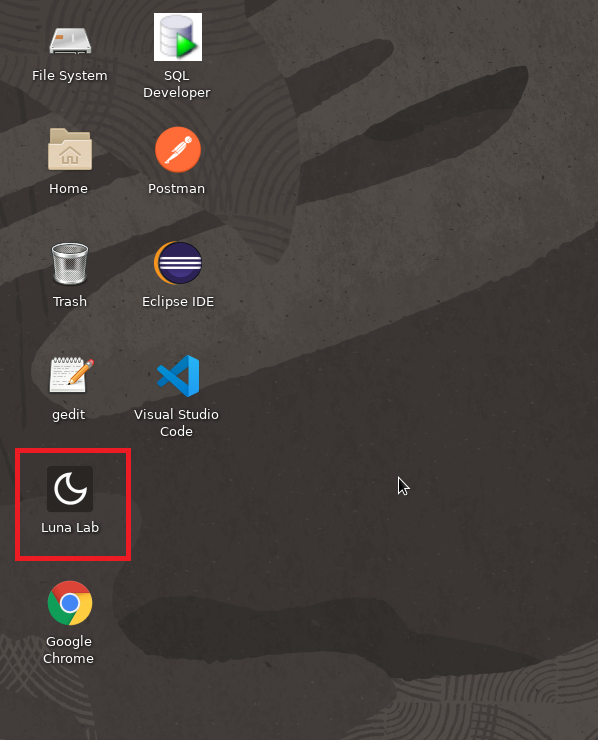 File System
SQL
Developer
Home
Postman
Trash
Eclipse IDE
gedit
Visual Studio
Code
Luna Lab
Google
Chrome